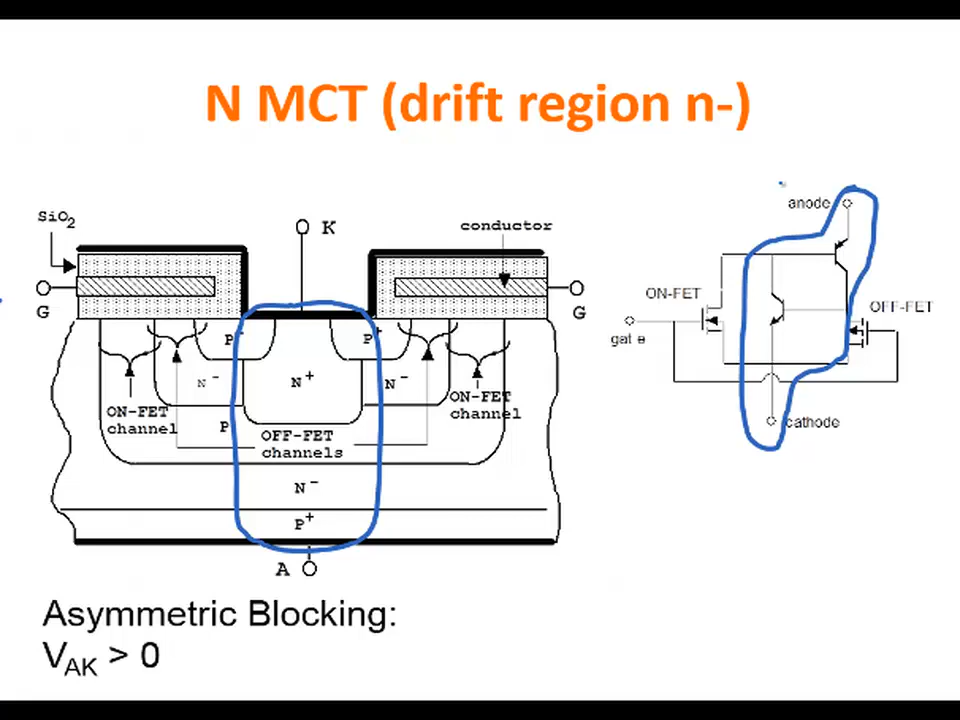 N MCT (drift region n-)
SiO2
K
conductor
anode
G
G
ON-FET
OFF-FET
gate
P+
P+
N-
N+
N-
ON-FET
channel
ON-FET
channel
P
OFF-FET
channels
cathode
N-
P+
A
Asymmetric Blocking:
VAK > 0